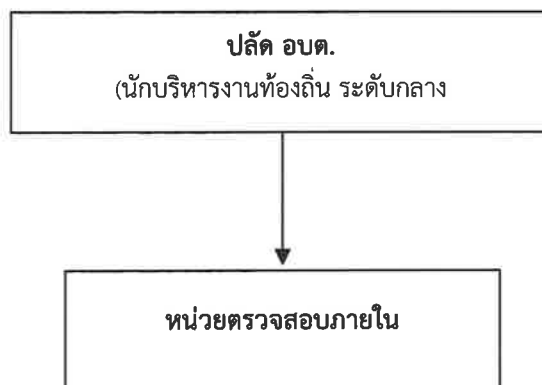 ปลัด อบต.
(นักบริหารงานท้องถิ่น ระดับกลาง
หน่วยตรวจสอบภายใน